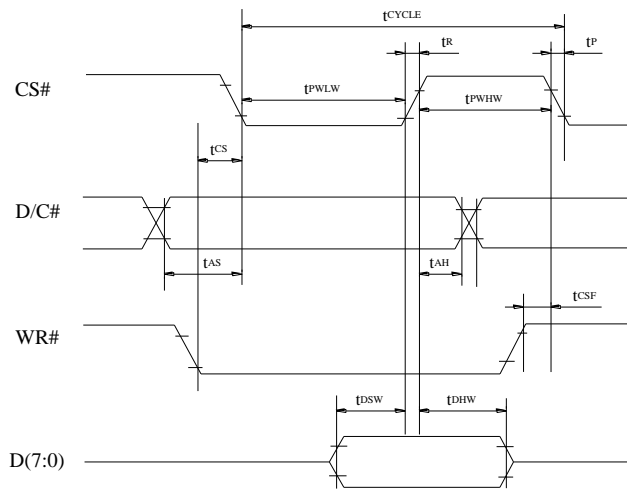 tCYCLE
tR
tP
CS#
tPWLW
tPWHW
tCS
D/C#
tAS
tAH
tCSF
WR#
tDSW
tDHW
D(7:0)